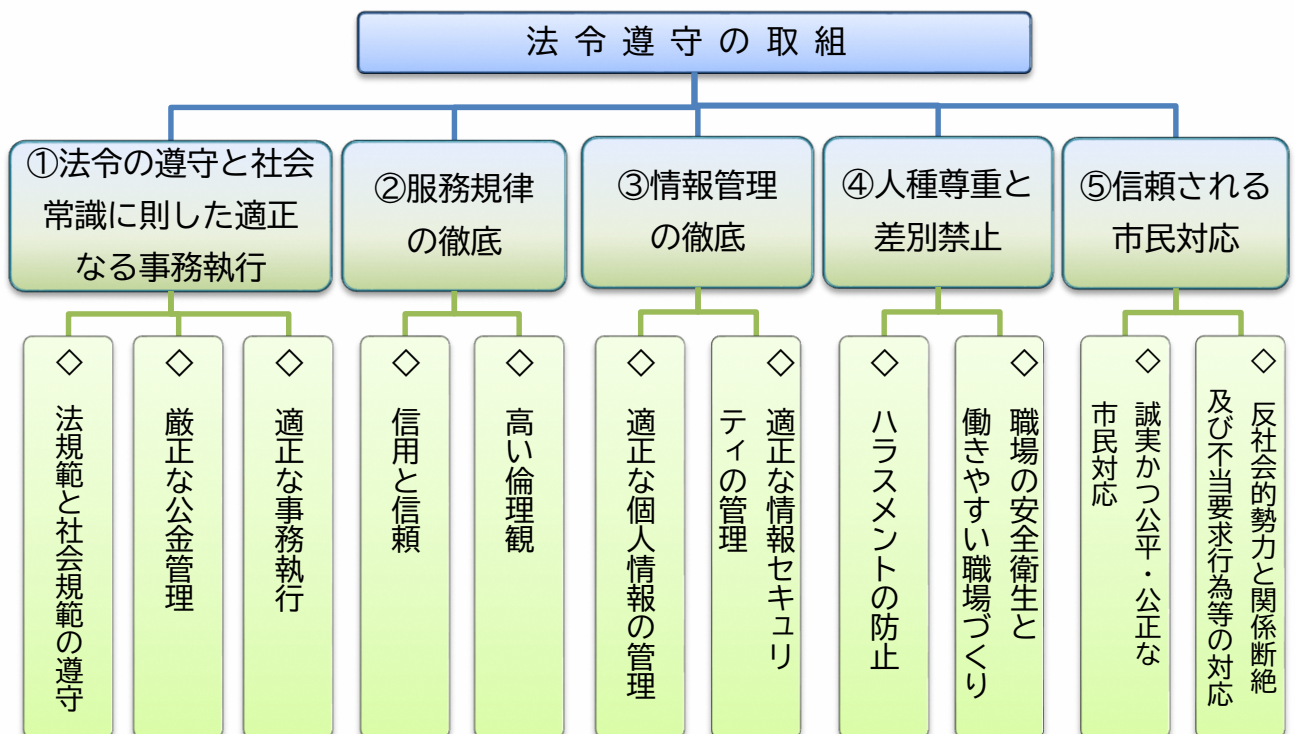 法令遵守の取組
①法令の遵守と社会
常識に則した適正
なる事務執行
②服務規律
の徹底
③情報管理
の徹底
④人種尊重と
差別禁止
⑤信頼される
市民対応
◇ 法規範と社会規範の遵守
◇ 厳正な公金管理
◇ 適正な事務執行
◇ 信用と信頼
◇ 高い倫理観
◇ 適正な個人情報の管理
◇ 適正な情報セキュリ
ティの管理
◇ ハラスメントの防止
◇ 職場の安全衛生と
働きやすい職場づくり
◇ 誠実かつ公平・公正な
市民対応
◇ 反社会的勢力と関係断絶
及び不当要求行為等の対応